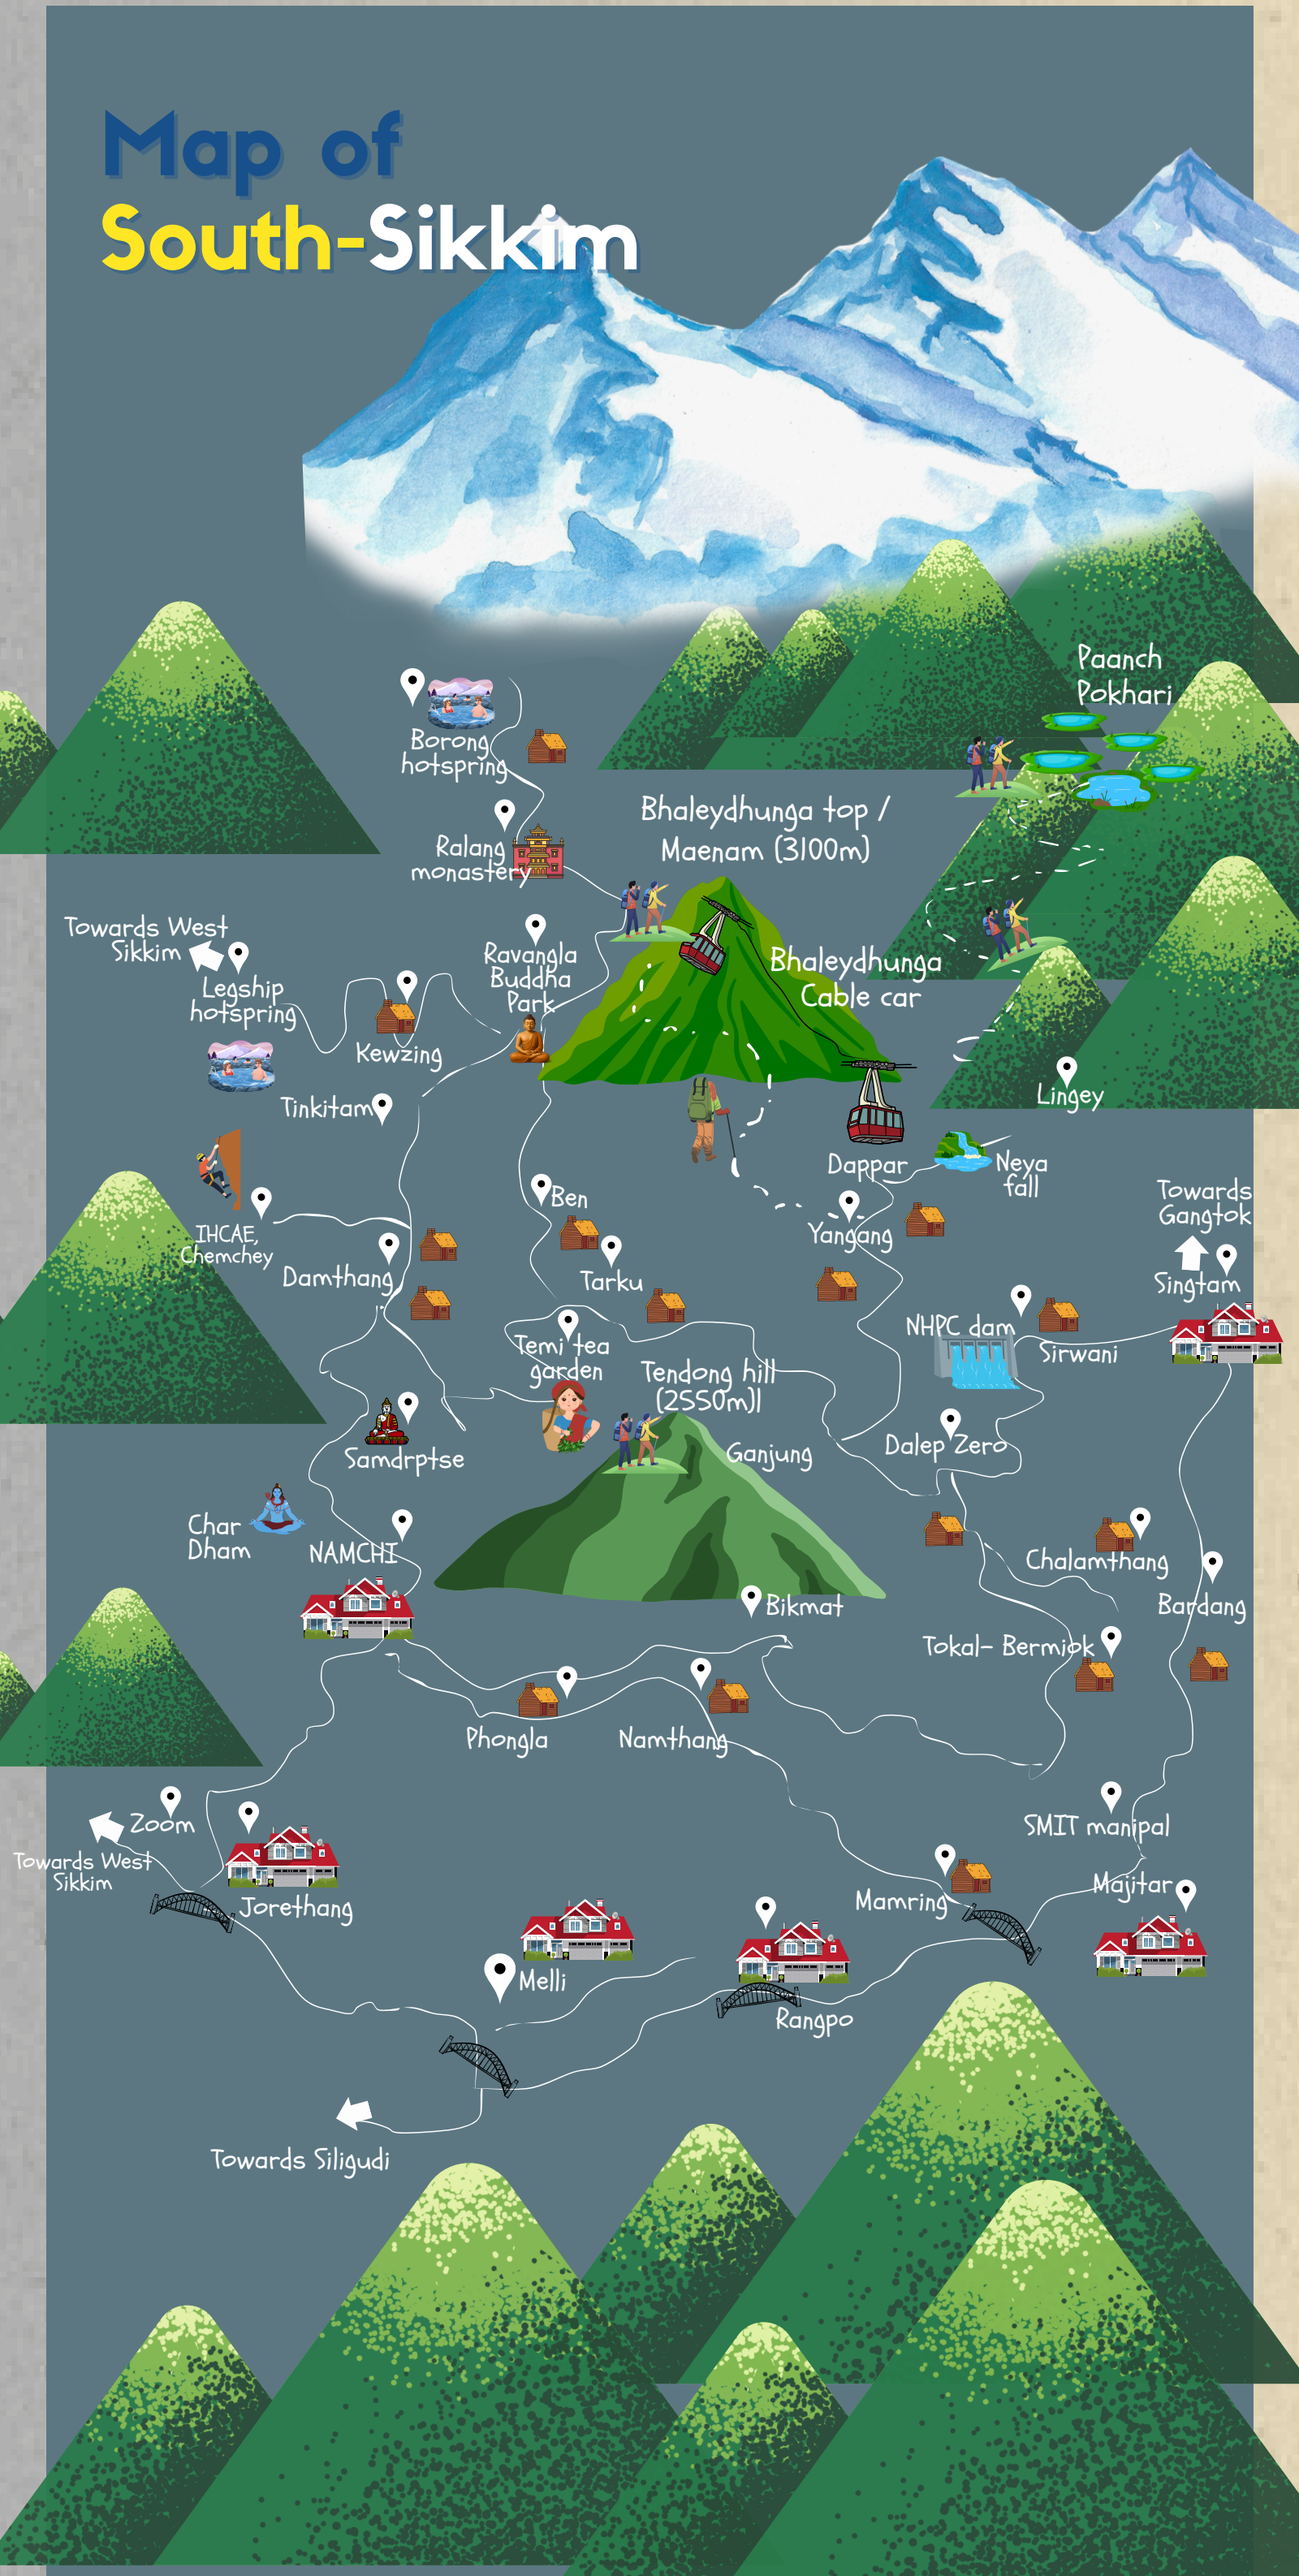 Map of
South-Sikkim
Paanch
Pokhari
Borong
hotspring
Bhaleydhunga top /
Maenam (3100m)
Ralang
monastery
Towards West
Sikkim
Legship
hotspring
Ravangla
Buddha
Park
Bhaleydhunga
Cable car
Kewzing
Tinkitam
Lingey
Dappar
Neya
fall
Ben
Yangang
Towards
Gangtok
IHCAE,
Chemchey
Damthang
Tarku
Singtam
NHPC dam
Sirwani
Temi tea
garden
Tendong hill
(2550m)|
Samdrptse
Ganjung
Dalep Zero
Char
Dham
NAMCHI
Chalamthang
Bikmat
Bardang
Tokal- Bermiok
Phongla
Namthang
Zoom
SMIT manipal
Towards West
Sikkim
Jorethang
Mamring
Majitar
Melli
Rangpo
Towards Siligudi